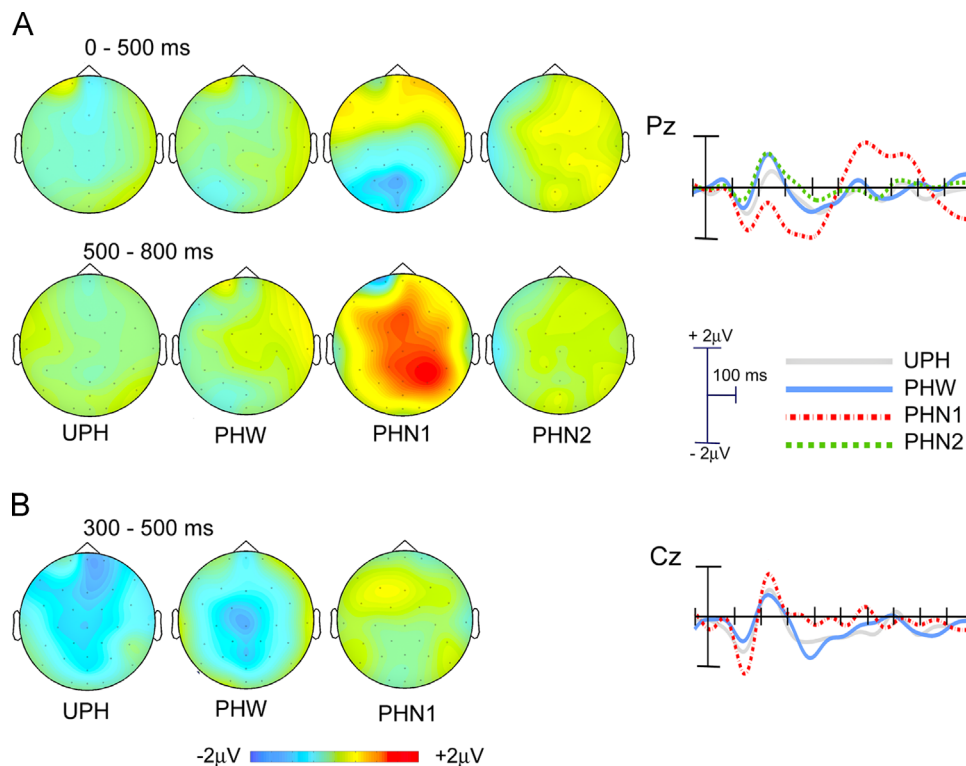 A
0 - 500 ms
Pz
500 - 800 ms
UPH
PHW
PHN1
PHN2
+ 2μV
100 ms
- 2μV
UPH
PHW
PHN1
PHN2
B
300 - 500 ms
Cz
UPH
PHW
PHN1
-2μV
+2μV